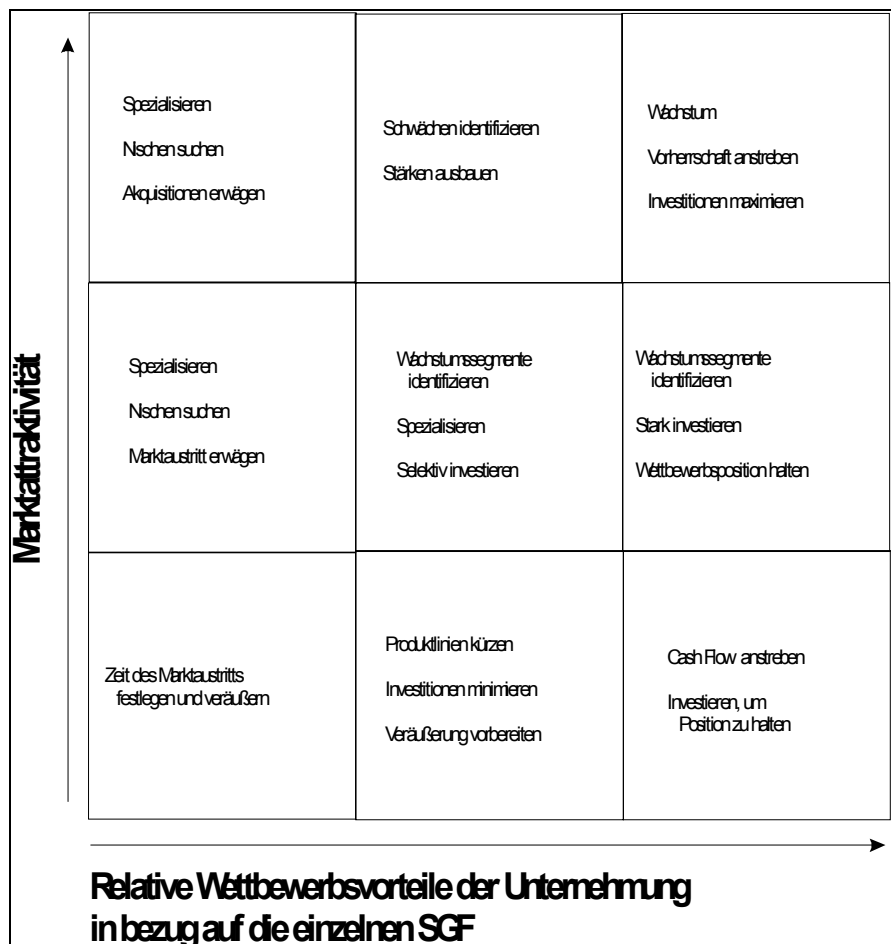 Spezialisieren
Nischen suchen
Akquisitionen erwägen
Schwächen identifizieren
Stärken ausbauen
Wachstum
Vorherrschaft anstreben
Investitionen maximieren
Marktattraktivität
Spezialisieren
Nischen suchen
Marktaustritt erwägen
Wachstumssegmente
identifizieren
Spezialisieren
Selektiv investieren
Wachstumssegmente
identifizieren
Stark investieren
Wettbewerbsposition halten
Zeit des Marktaustritts
festlegen und veräußern
Produktlinien kürzen
Investitionen minimieren
Veräußerung vorbereiten
Cash Flow anstreben
Investieren, um
Position zu halten
Relative Wettbewerbsvorteile der Unternehmung
in bezug auf die einzelnen SGF